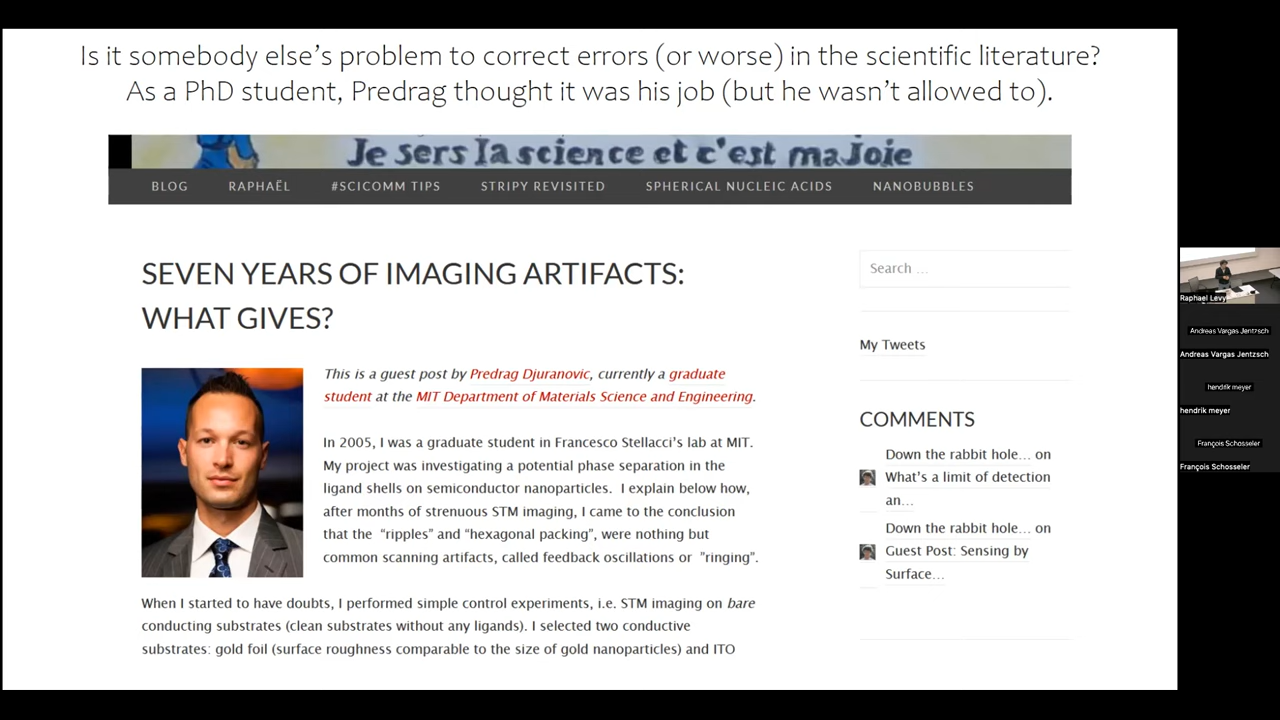 Is it somebody else's problem to correct errors (or worse) in the scientific literature?
As a PhD student, Predrag thought it was his job (but he wasn't allowed to).
Je sers la science et c'est ma Joie
BLOG RAPHAËL #SCICOMM TIPS STRIPY REVISITED SPHERICAL NUCLEIC ACIDS NANOBUBBLES
SEVEN YEARS OF IMAGING ARTIFACTS:
WHAT GIVES?
This is a guest post by Predrag Djuranovic, currently a graduate
student at the MIT Department of Materials Science and Engineering.
In 2005, I was a graduate student in Francesco Stellacci's lab at MIT.
My project was investigating a potential phase separation in the
ligand shells on semiconductor nanoparticles. I explain below how,
after months of strenuous STM imaging, I came to the conclusion
that the "ripples" and "hexagonal packing", were nothing but
common scanning artifacts, called feedback oscillations or "ringing".
When I started to have doubts, I performed simple control experiments, i.e. STM imaging on bare
conducting substrates (clean substrates without any ligands). I selected two conductive
substrates: gold foil (surface roughness comparable to the size of gold nanoparticles) and ITO
Search …
My Tweets
COMMENTS
Down the rabbit hole… on
What's a limit of detection
an…
Down the rabbit hole… on
Guest Post: Sensing by
Surface…
Raphael Levy
Andreas Vargas Jentzsch
Andreas Vargas Jentzsch
hendrik meyer
hendrik meyer
François Schosseler
François Schosseler